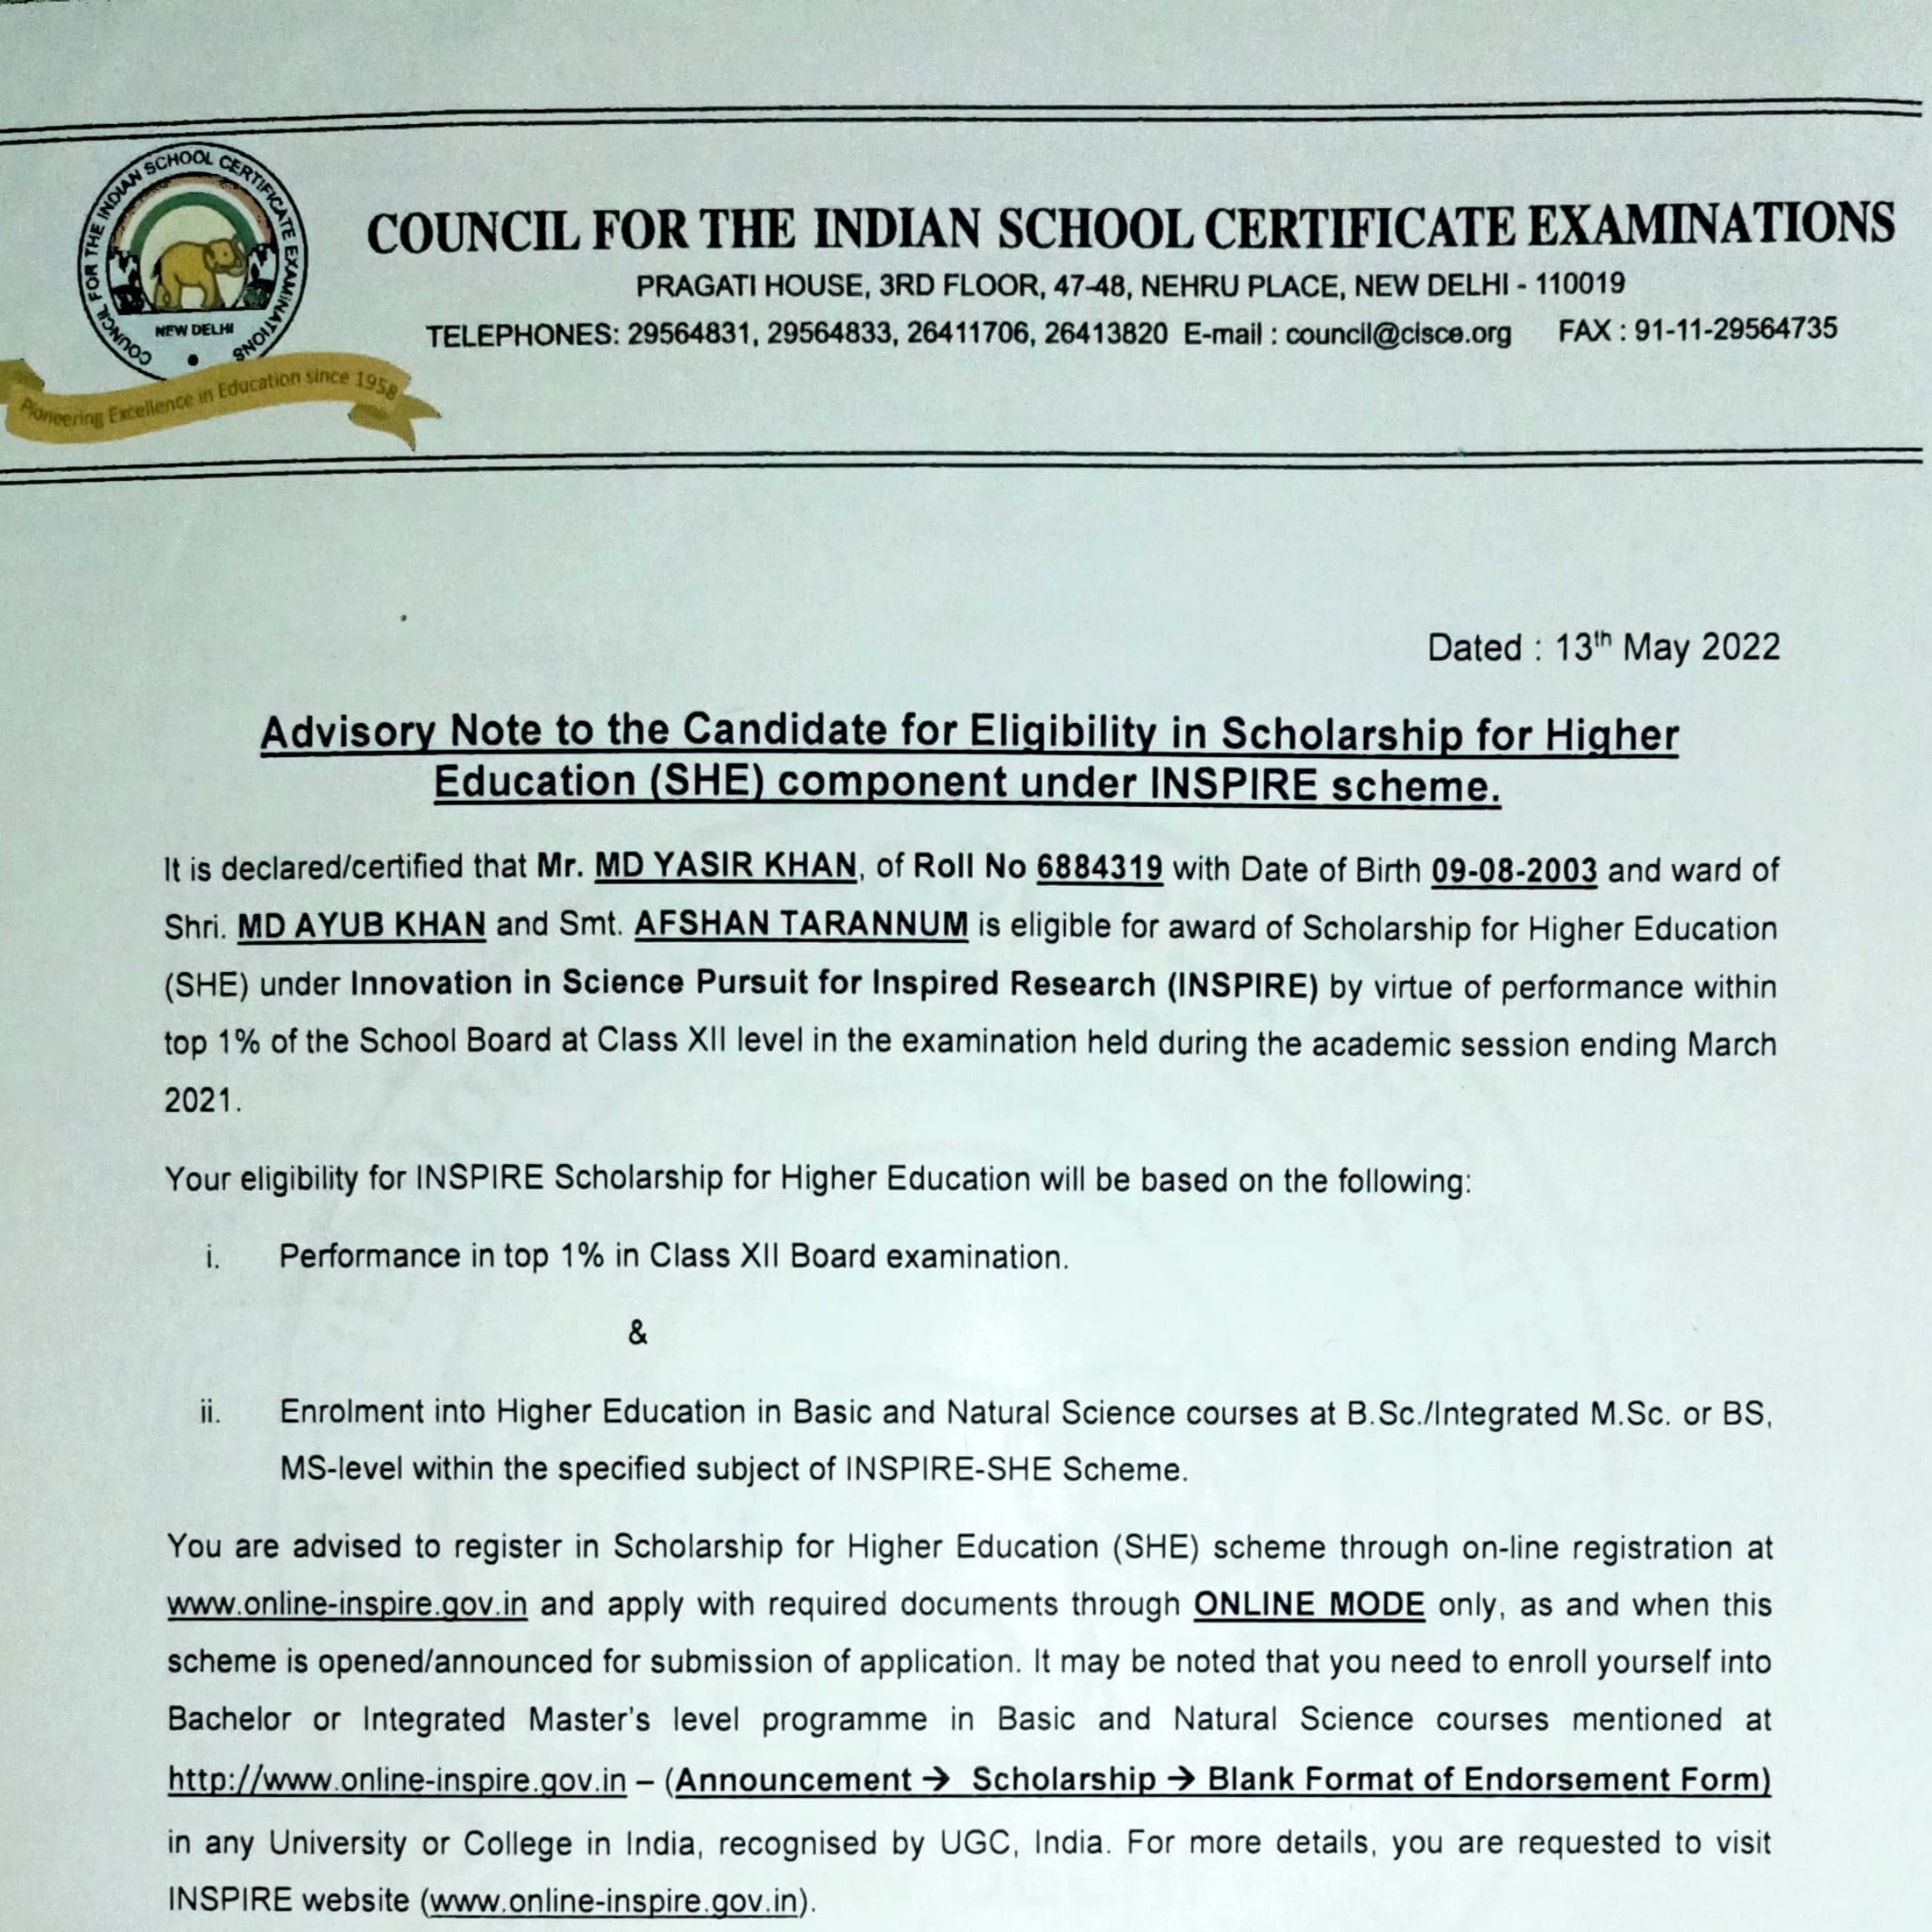 COUNCIL FOR THE INDIAN SCHOOL CERTIFICATE EXAMINATIONS
NEW DELHI
Pioneering Excellence in Education since 1958
COUNCIL FOR THE INDIAN SCHOOL CERTIFICATE EXAMINATIONS
PRAGATI HOUSE, 3RD FLOOR, 47-48, NEHRU PLACE, NEW DELHI - 110019
TELEPHONES: 29564831, 29564833, 26411706, 26413820 E-mail : council@cisce.org FAX : 91-11-29564735
Dated : 13th May 2022
Advisory Note to the Candidate for Eligibility in Scholarship for Higher
Education (SHE) component under INSPIRE scheme.
It is declared/certified that Mr. MD YASIR KHAN, of Roll No 6884319 with Date of Birth 09-08-2003 and ward of
Shri. MD AYUB KHAN and Smt. AFSHAN TARANNUM is eligible for award of Scholarship for Higher Education
(SHE) under Innovation in Science Pursuit for Inspired Research (INSPIRE) by virtue of performance within
top 1% of the School Board at Class XII level in the examination held during the academic session ending March
2021.
Your eligibility for INSPIRE Scholarship for Higher Education will be based on the following:
i. Performance in top 1% in Class XII Board examination.
&
ii. Enrolment into Higher Education in Basic and Natural Science courses at B.Sc./Integrated M.Sc. or BS,
MS-level within the specified subject of INSPIRE-SHE Scheme.
You are advised to register in Scholarship for Higher Education (SHE) scheme through on-line registration at
www.online-inspire.gov.in and apply with required documents through ONLINE MODE only, as and when this
scheme is opened/announced for submission of application. It may be noted that you need to enroll yourself into
Bachelor or Integrated Master's level programme in Basic and Natural Science courses mentioned at
http://www.online-inspire.gov.in – (Announcement → Scholarship → Blank Format of Endorsement Form)
in any University or College in India, recognised by UGC, India. For more details, you are requested to visit
INSPIRE website (www.online-inspire.gov.in).